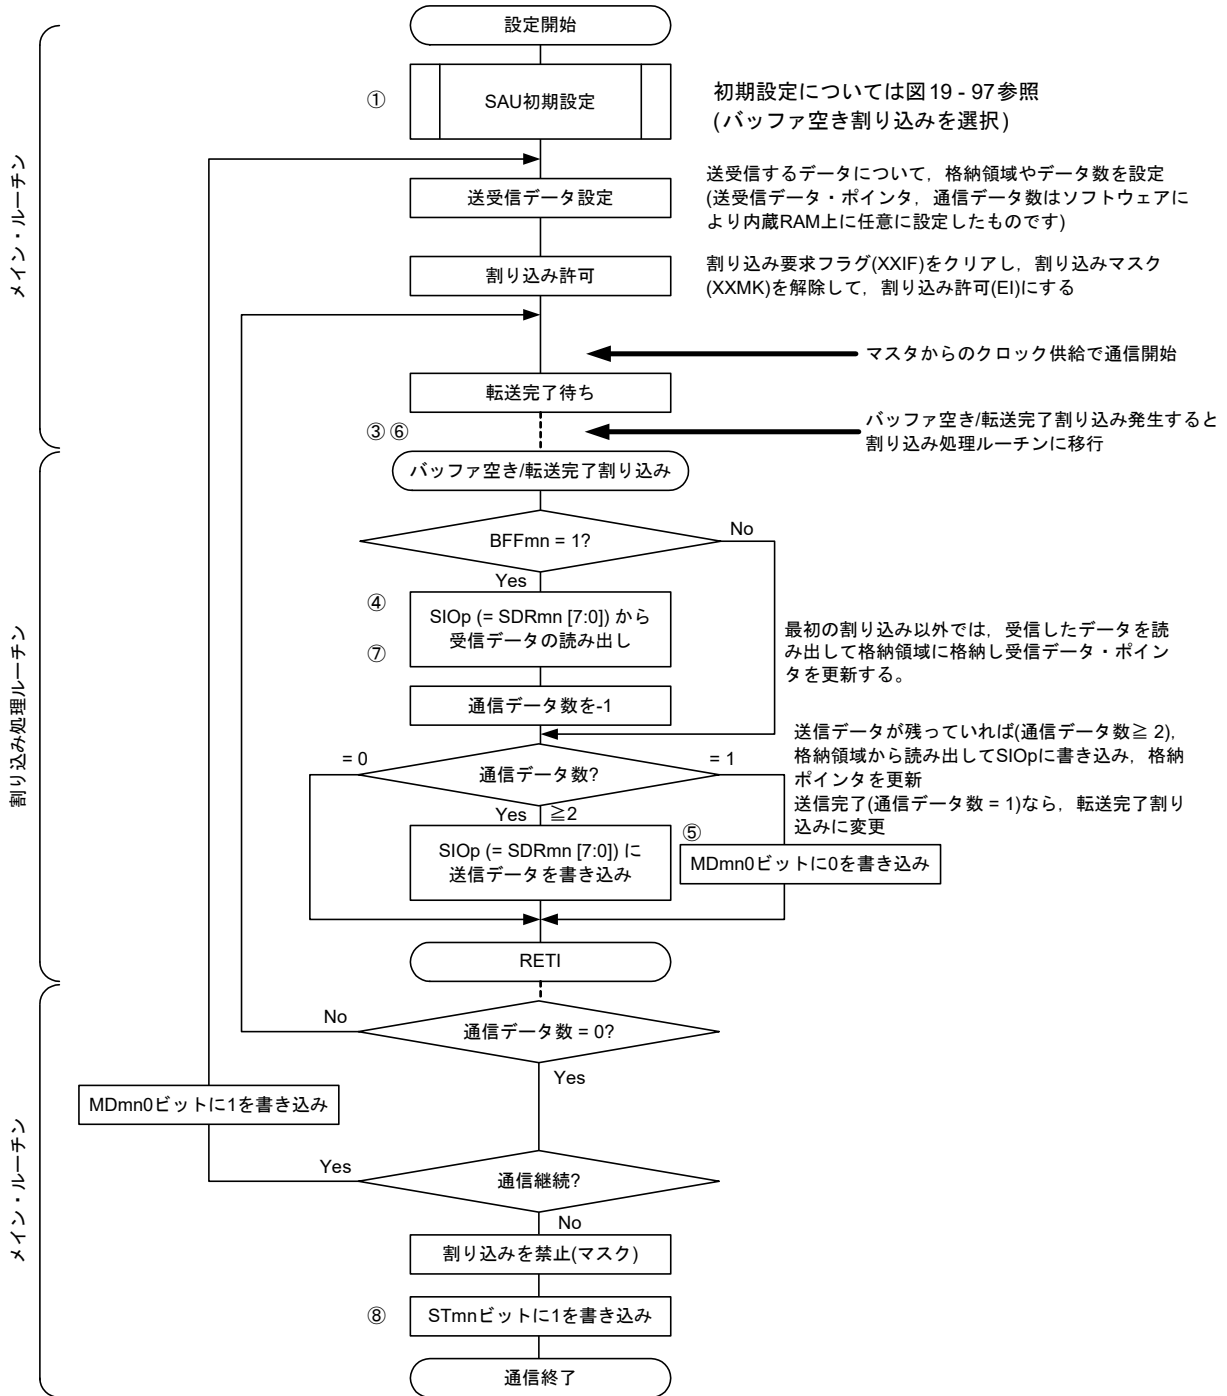 設定開始
①
SAU初期設定
初期設定については図19 - 97参照
(バッファ空き割り込みを選択)
メイン・ルーチン
送受信データ設定
送受信するデータについて，格納領域やデータ数を設定
(送受信データ・ポインタ，通信データ数はソフトウェアに
より内蔵RAM上に任意に設定したものです)
割り込み許可
割り込み要求フラグ(XXIF)をクリアし，割り込みマスク
(XXMK)を解除して，割り込み許可(EI)にする
マスタからのクロック供給で通信開始
転送完了待ち
③ ⑥
バッファ空き/転送完了割り込み発生すると
割り込み処理ルーチンに移行
バッファ空き/転送完了割り込み
BFFmn = 1?
No
Yes
④
SIOp (= SDRmn [7:0]) から
受信データの読み出し
⑦
最初の割り込み以外では，受信したデータを読
み出して格納領域に格納し受信データ・ポイン
タを更新する。
割り込み処理ルーチン
通信データ数を-1
= 0
通信データ数?
= 1
送信データが残っていれば(通信データ数≧ 2),
格納領域から読み出してSIOpに書き込み，格納
ポインタを更新
送信完了(通信データ数 = 1)なら，転送完了割り
込みに変更
Yes ≧2
⑤
SIOp (= SDRmn [7:0]) に
送信データを書き込み
MDmn0ビットに0を書き込み
RETI
No
通信データ数 = 0?
Yes
MDmn0ビットに1を書き込み
メイン・ルーチン
Yes
通信継続?
No
割り込みを禁止(マスク)
⑧
STmnビットに1を書き込み
通信終了